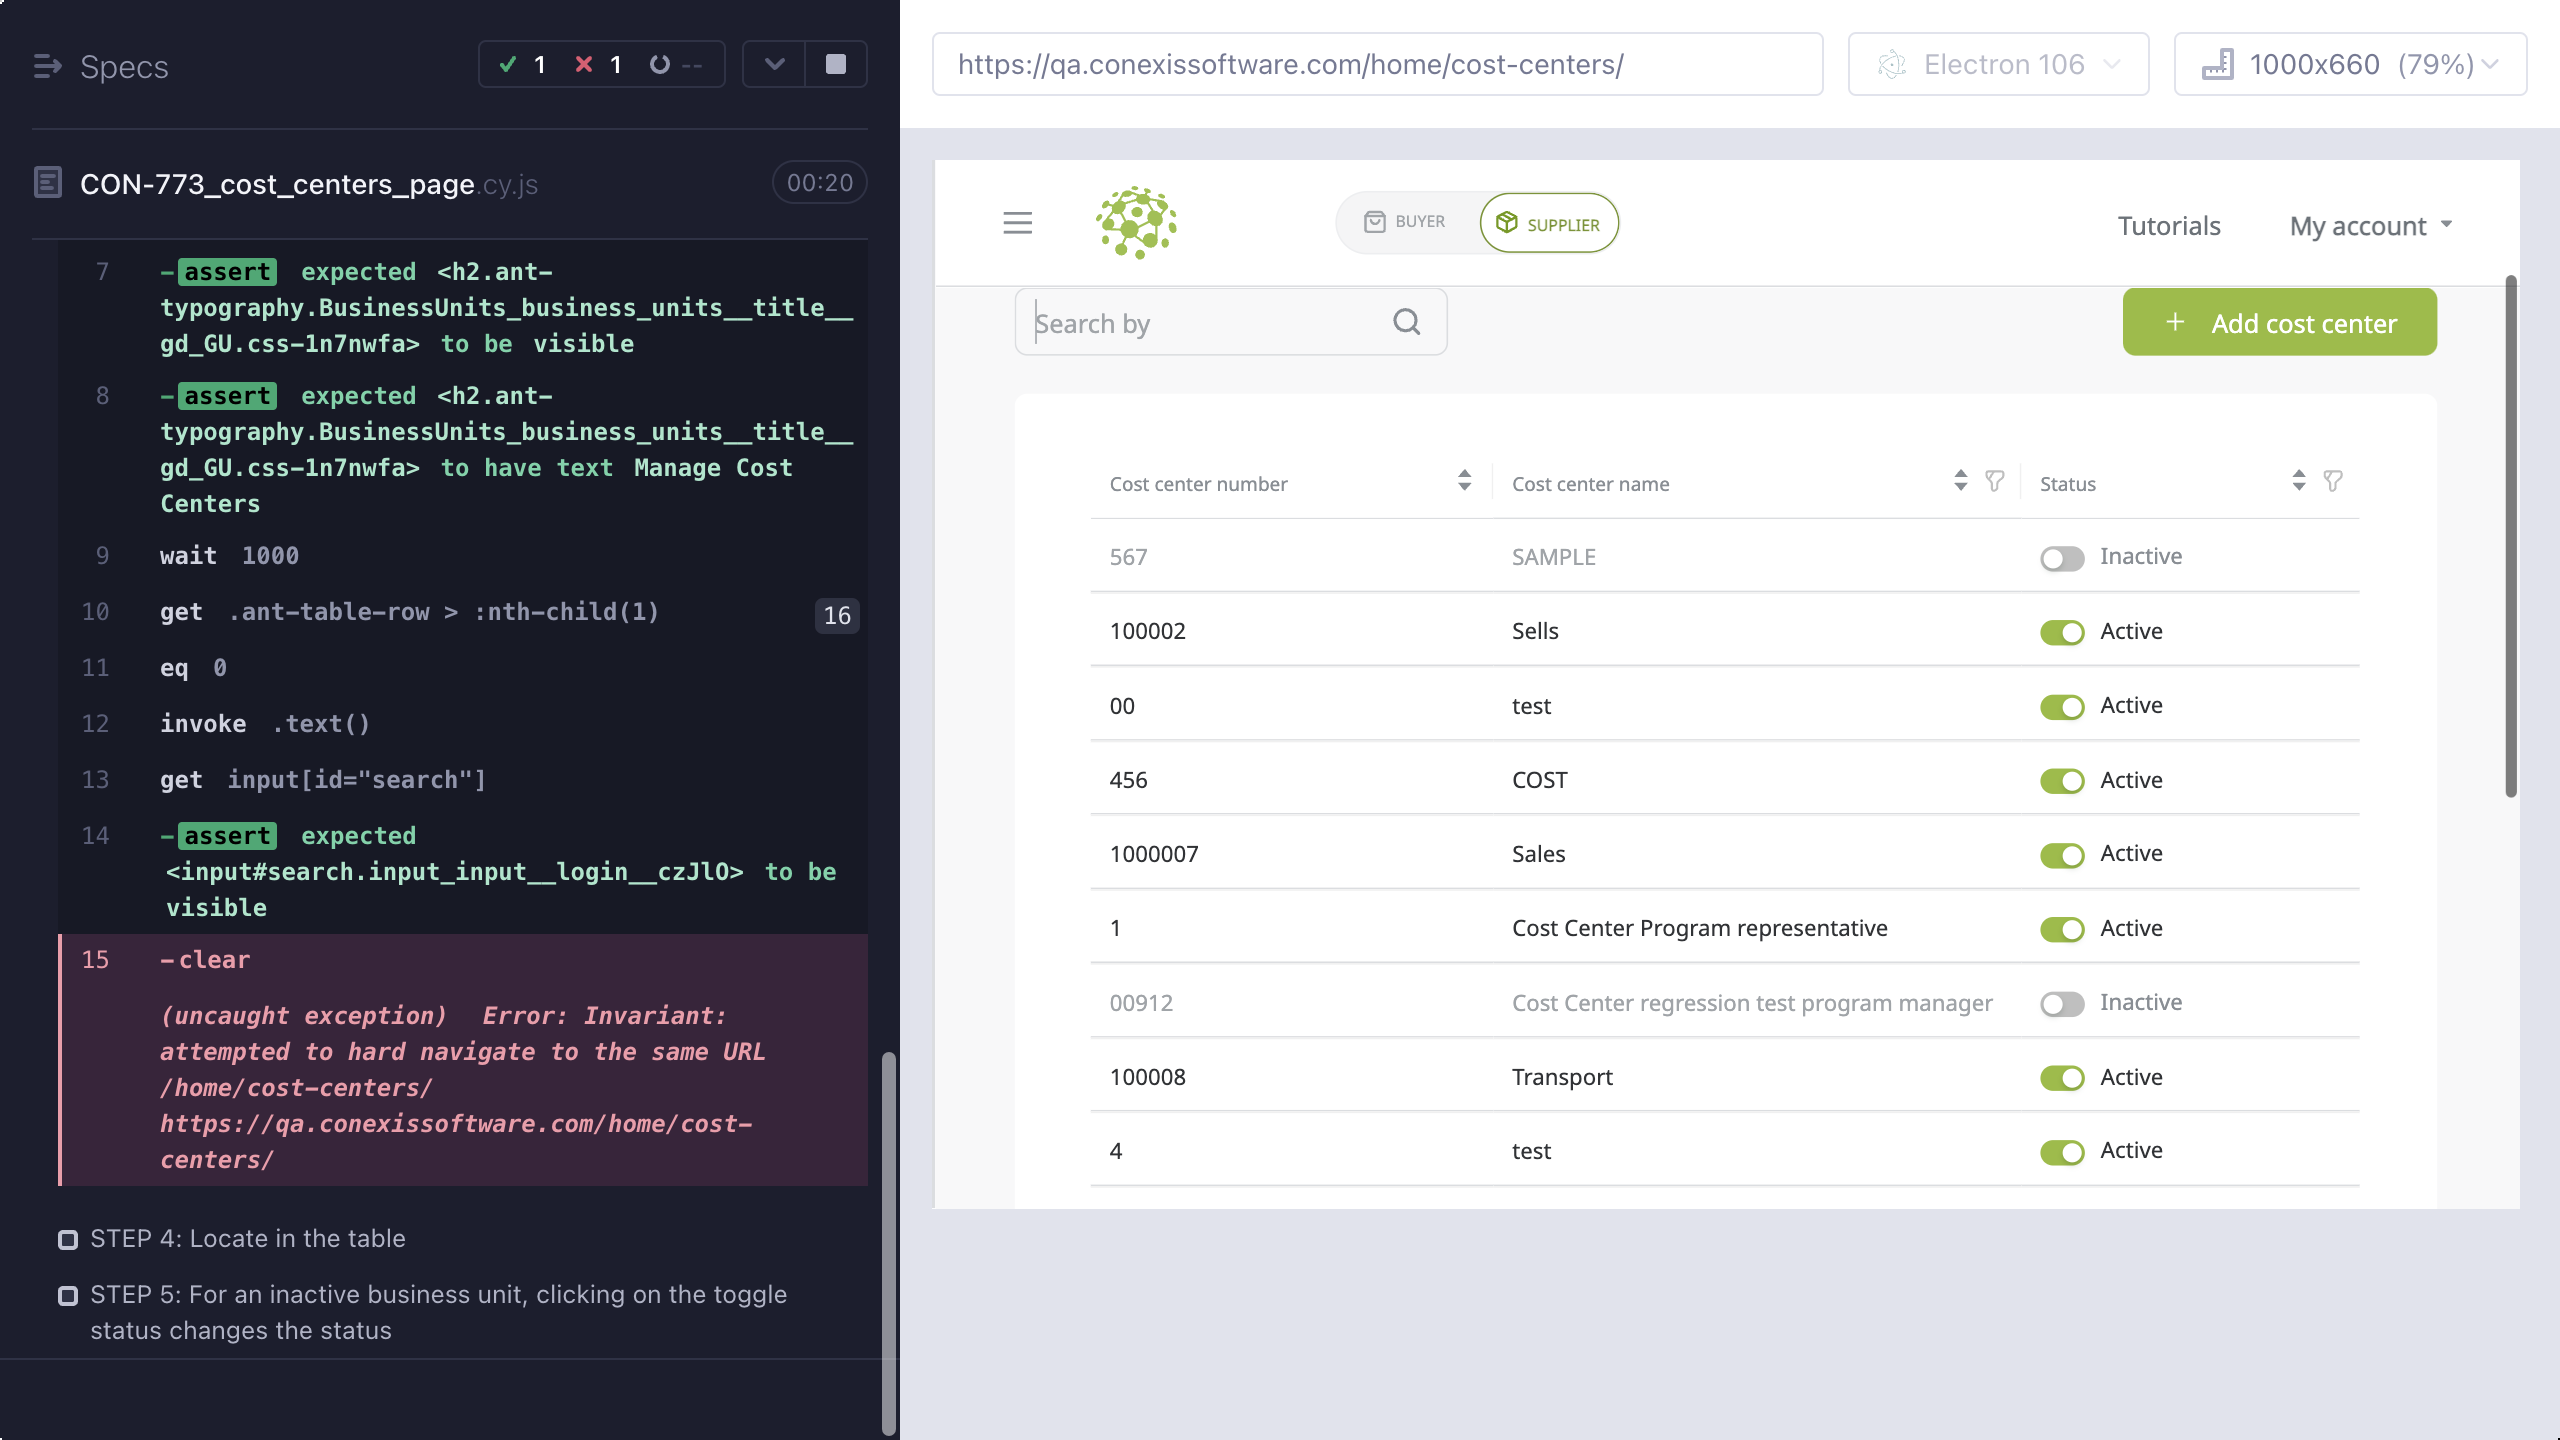 Specs
1
1
--
CON-773_cost_centers_page.cy.js
00:20
7 -assert expected <h2.ant-
typography.BusinessUnits_business_units__title__
gd_GU.css-1n7nwfa> to be visible
8 -assert expected <h2.ant-
typography.BusinessUnits_business_units__title__
gd_GU.css-1n7nwfa> to have text Manage Cost
Centers
9 wait 1000
10 get .ant-table-row > :nth-child(1) 16
11 eq 0
12 invoke .text()
13 get input[id="search"]
14 -assert expected
<input#search.input_input__login__czJlO> to be
visible
15 -clear
(uncaught exception) Error: Invariant:
attempted to hard navigate to the same URL
/home/cost-centers/
https://qa.conexissoftware.com/home/cost-
centers/
STEP 4: Locate in the table
STEP 5: For an inactive business unit, clicking on the toggle
status changes the status
https://qa.conexissoftware.com/home/cost-centers/
Electron 106
1000x660 (79%)
BUYER
SUPPLIER
Tutorials
My account
Search by
+ Add cost center
Cost center number Cost center name Status
567 SAMPLE Inactive
100002 Sells Active
00 test Active
456 COST Active
1000007 Sales Active
1 Cost Center Program representative Active
00912 Cost Center regression test program manager Inactive
100008 Transport Active
4 test Active